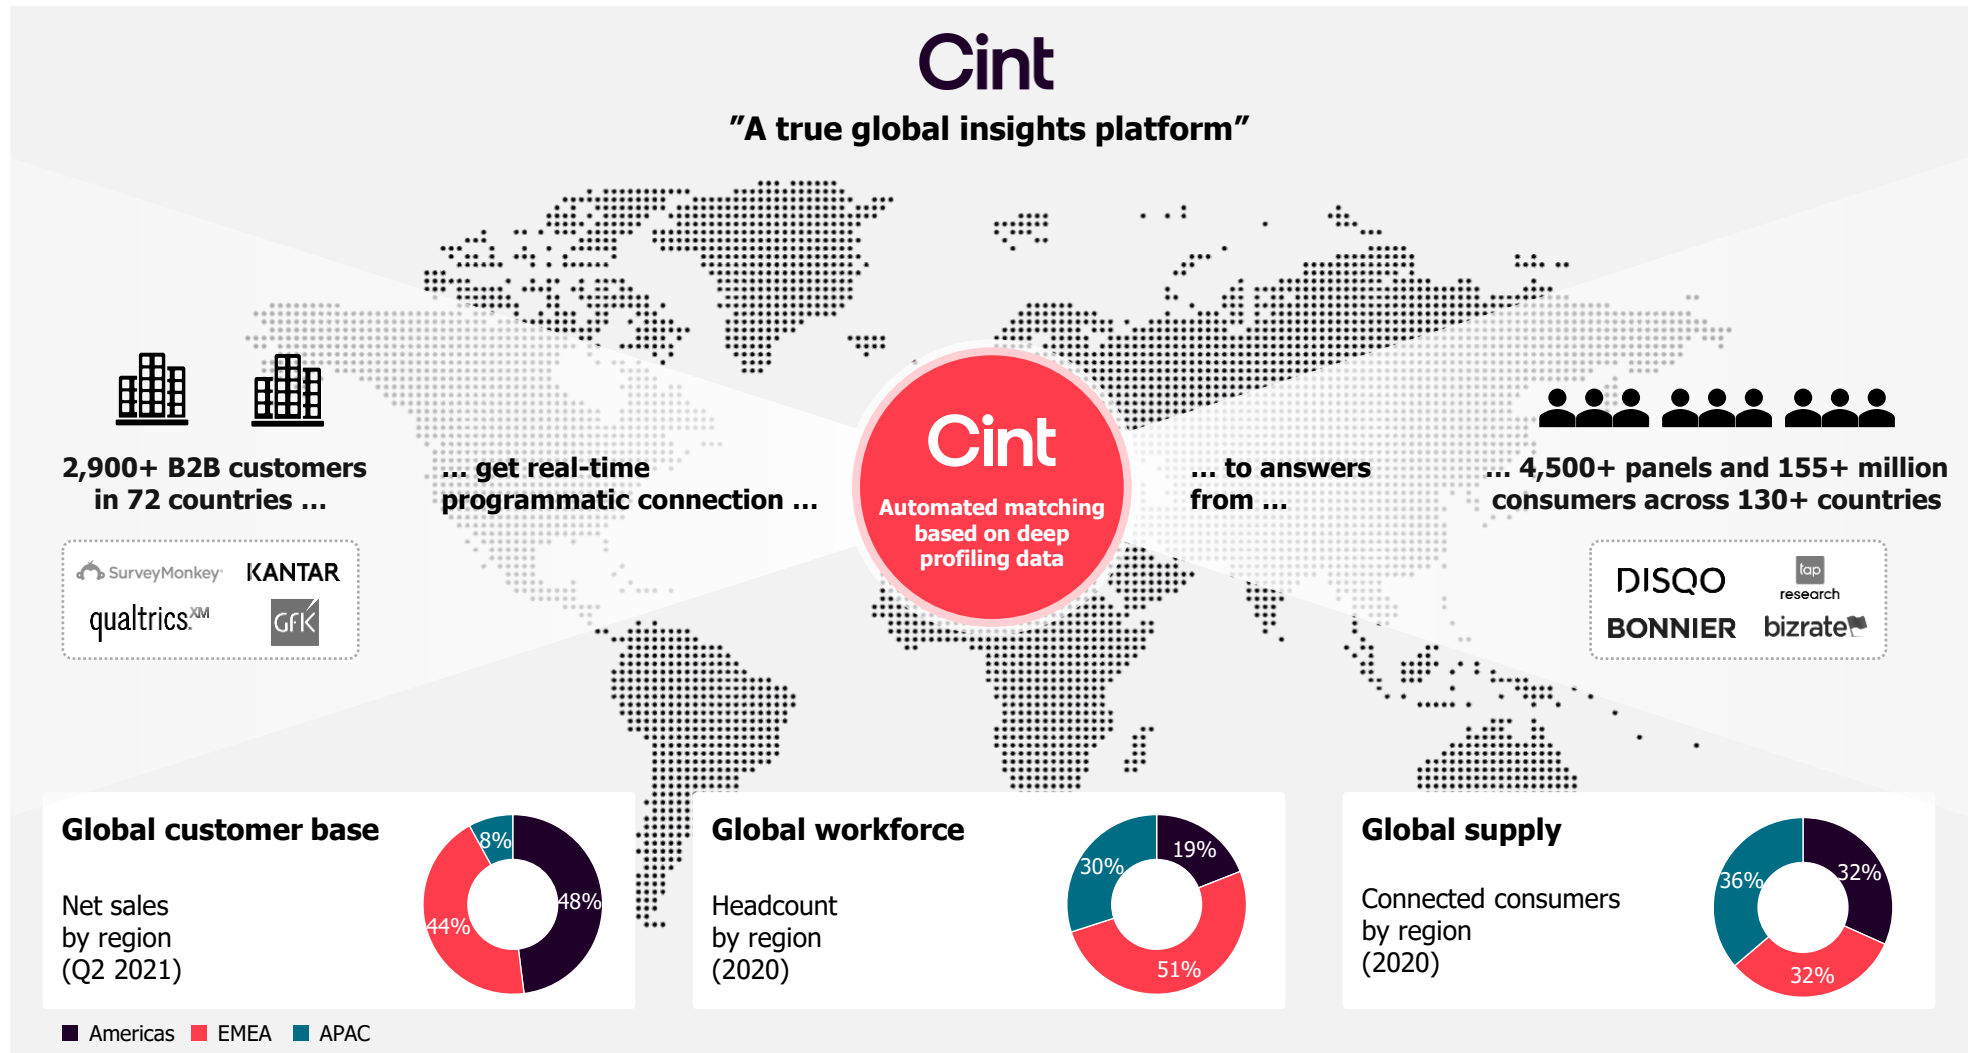 Cint
"A true global insights platform"
2,900+ B2B customers
in 72 countries ...
... get real-time
programmatic connection ...
Cint
Automated matching
based on deep
profiling data
... to answers
from ...
... 4,500+ panels and 155+ million
consumers across 130+ countries
SurveyMonkey
KANTAR
qualtrics.XM
GFK
DISQO
tap
research
BONNIER
bizrate
Global customer base
Net sales
by region
(Q2 2021)
8%
48%
44%
Global workforce
Headcount
by region
(2020)
19%
30%
51%
Global supply
Connected consumers
by region
(2020)
32%
36%
32%
Americas EMEA APAC